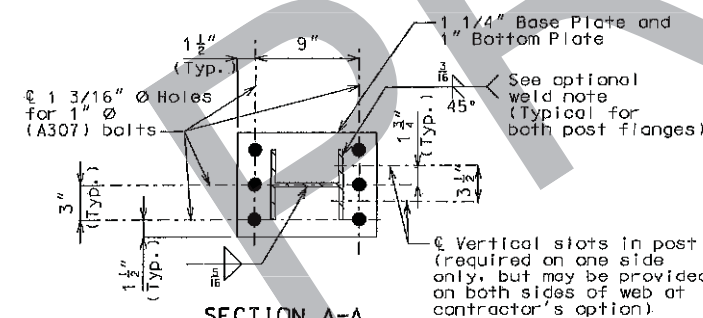 1 1/4" Base Plate and
1" Bottom Plate
1 1/2"
(Typ.)
9"
℄ 1 3/16" Ø Holes
for 1" Ø
(A307) bolts
3/16
45°
See optional
weld note
(Typical for
both post flanges)
1 3/4"
(Typ.)
3 1/2"
3"
(Typ.)
1 1/2"
(Typ.)
℄ Vertical slots in post
(required on one side
only, but may be provided
on both sides of web at
contractor's option).
SECTION A-A